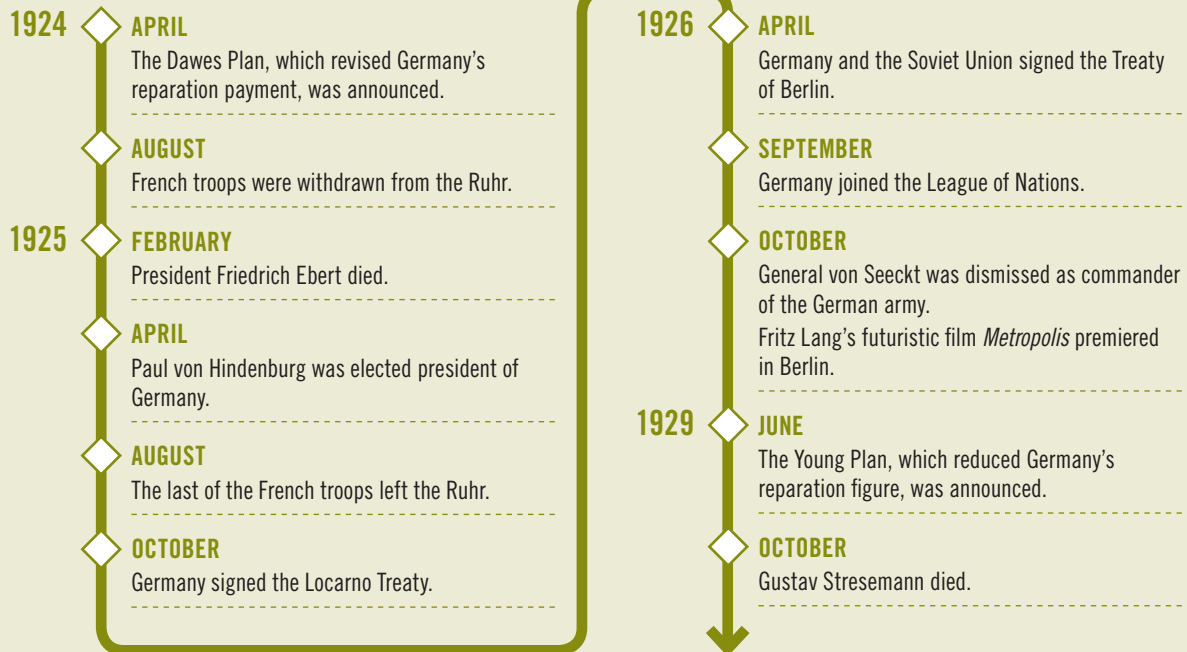 1924
APRIL
The Dawes Plan, which revised Germany's
reparation payment, was announced.
AUGUST
French troops were withdrawn from the Ruhr.
1925
FEBRUARY
President Friedrich Ebert died.
APRIL
Paul von Hindenburg was elected president of
Germany.
AUGUST
The last of the French troops left the Ruhr.
OCTOBER
Germany signed the Locarno Treaty.
1926
APRIL
Germany and the Soviet Union signed the Treaty
of Berlin.
SEPTEMBER
Germany joined the League of Nations.
OCTOBER
General von Seeckt was dismissed as commander
of the German army.
Fritz Lang's futuristic film Metropolis premiered
in Berlin.
1929
JUNE
The Young Plan, which reduced Germany's
reparation figure, was announced.
OCTOBER
Gustav Stresemann died.